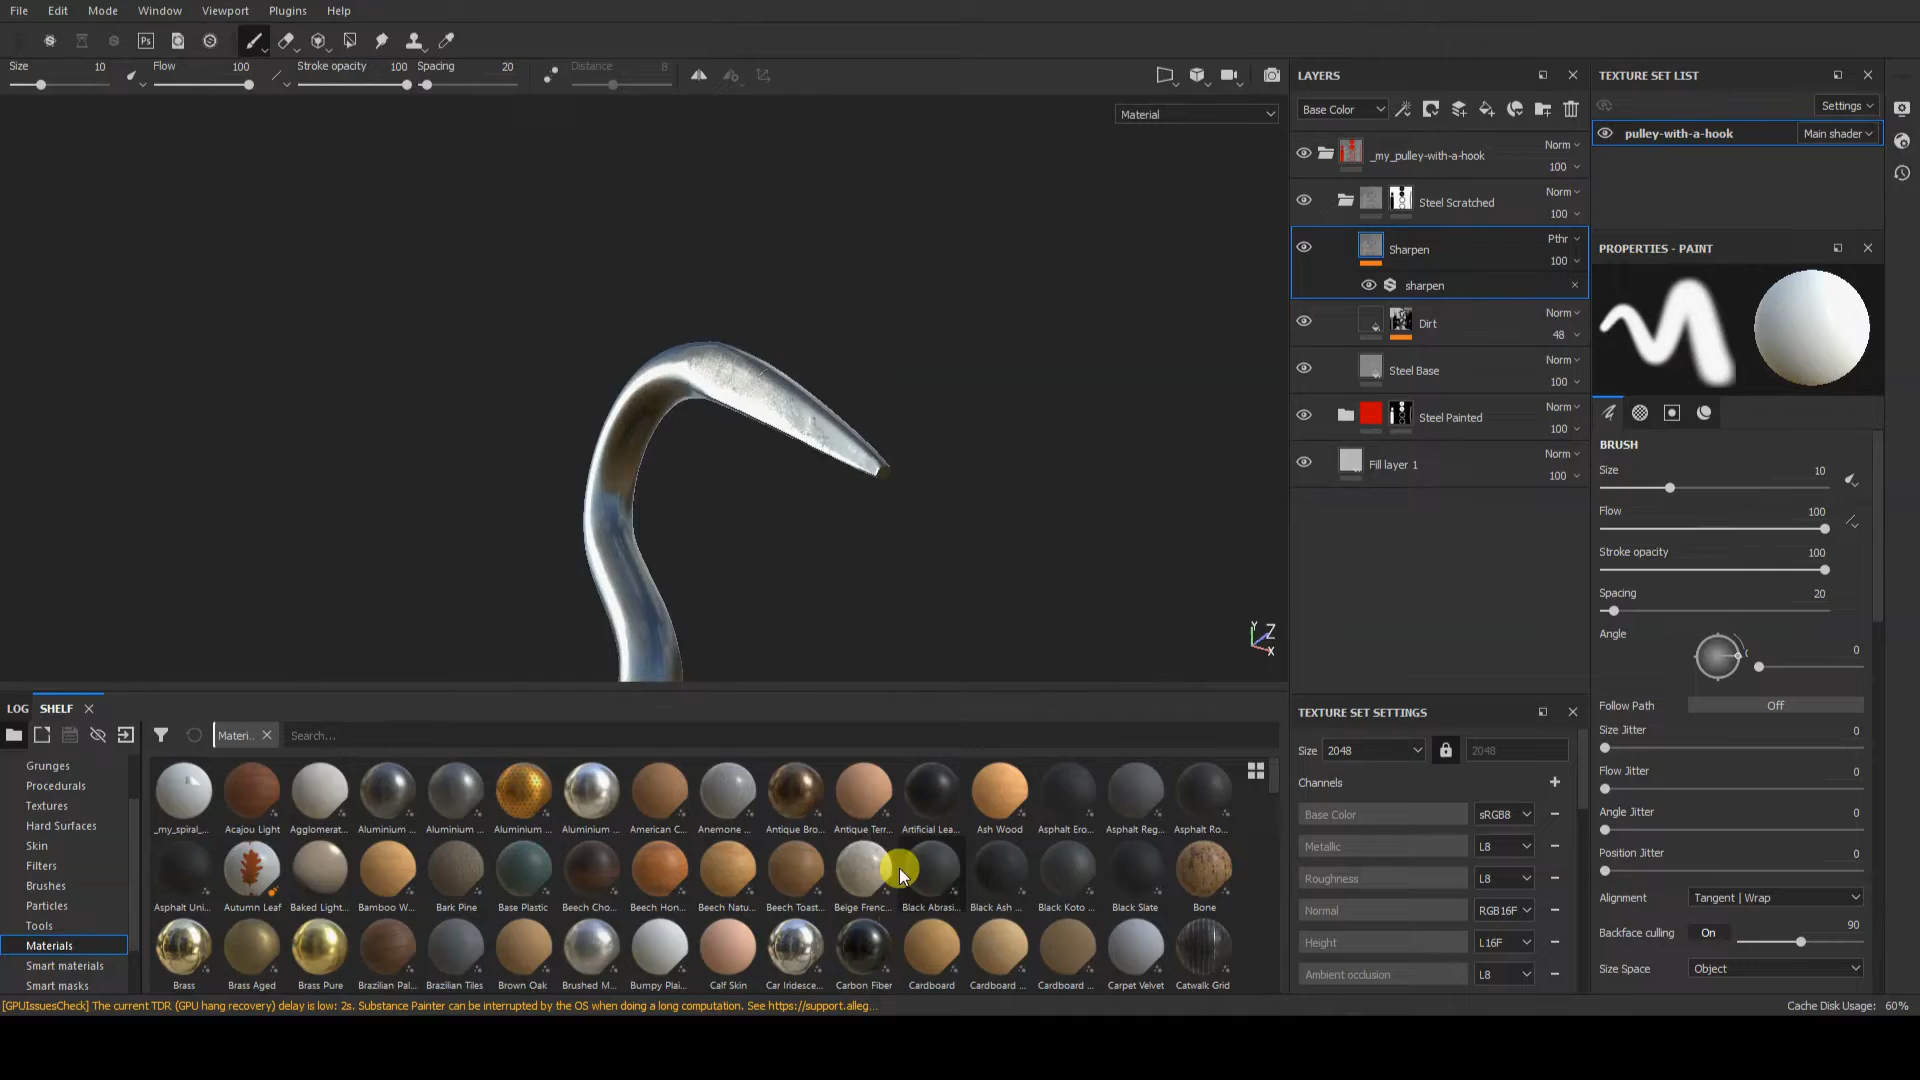 File Edit Mode Window Viewport Plugins Help
Ps
Size 10 Flow 100 Stroke opacity 100 Spacing 20 Distance 8
Material
Y Z
X
LAYERS
Base Color
_my_pulley-with-a-hook Norm 100
Steel Scratched Norm 100
Sharpen Pthr 100
sharpen
Dirt Norm 48
Steel Base Norm 100
Steel Painted Norm 100
Fill layer 1 Norm 100
TEXTURE SET LIST
Settings
pulley-with-a-hook Main shader
PROPERTIES - PAINT
BRUSH
Size 10
Flow 100
Stroke opacity 100
Spacing 20
Angle 0
Follow Path Off
Size Jitter 0
Flow Jitter 0
Angle Jitter 0
Position Jitter 0
Alignment Tangent | Wrap
Backface culling On 90
Size Space Object
TEXTURE SET SETTINGS
Size 2048 2048
Channels
Base Color sRGB8
Metallic L8
Roughness L8
Normal RGB16F
Height L16F
Ambient occlusion L8
LOG SHELF
Materi.. Search...
Grunges
Procedurals
Textures
Hard Surfaces
Skin
Filters
Brushes
Particles
Tools
Materials
Smart materials
Smart masks
_my_spiral_... Acajou Light Agglomerat... Aluminium ... Aluminium ... Aluminium ... Aluminium ... American C... Anemone ... Antique Bro... Antique Terr... Artificial Lea... Ash Wood Asphalt Ero... Asphalt Reg... Asphalt Ro...
Asphalt Uni... Autumn Leaf Baked Light... Bamboo W... Bark Pine Base Plastic Beech Cho... Beech Hon... Beech Natu... Beech Toast... Beige Frenc... Black Abrasi... Black Ash ... Black Koto ... Black Slate Bone
Brass Brass Aged Brass Pure Brazilian Pal... Brazilian Tiles Brown Oak Brushed M... Bumpy Plai... Calf Skin Car Iridesce... Carbon Fiber Cardboard Cardboard ... Cardboard ... Carpet Velvet Catwalk Grid
[GPUIssuesCheck] The current TDR (GPU hang recovery) delay is low: 2s. Substance Painter can be interrupted by the OS when doing a long computation. See https://support.alleg...
Cache Disk Usage: 60%